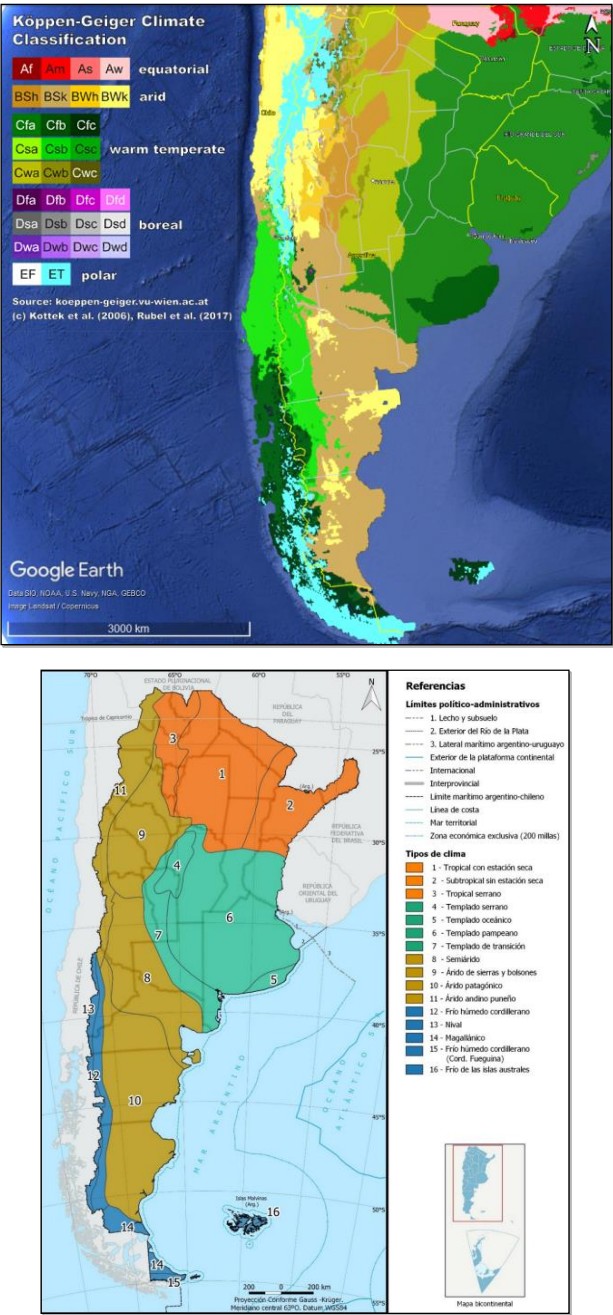 Köppen-Geiger Climate
Classification
Af Am As Aw equatorial
BSh BSk BWh BWk arid
Cfa Cfb Cfc
Csa Csb Csc warm temperate
Cwa Cwb Cwc
Dfa Dfb Dfc Dfd
Dsa Dsb Dsc Dsd boreal
Dwa Dwb Dwc Dwd
EF ET polar
Source: koeppen-geiger.vu-wien.ac.at
(c) Kottek et al. (2006), Rubel et al. (2017)
Paraguay
N
Chile
Argentina
Google Earth
Data SIO, NOAA, U.S. Navy, NGA, GEBCO
Image Landsat / Copernicus
3000 km
70°0 65°0 60°0 55°0
ESTADO PLURINACIONAL
DE BOLIVIA
N
Trópico de Capricornio
REPÚBLICA
DEL
PARAGUAY
25°S
30°S
35°S
40°S
45°S
50°S
55°S
OCÉANO PACÍFICO SUR
REPÚBLICA DE CHILE
REPÚBLICA
FEDERATIVA
DEL BRASIL
REPÚBLICA
ORIENTAL DEL
URUGUAY
(Arg.)
(Arg.)
1
2
3
4
5
6
7
8
9
10
11
12
13
14
14
15
16
MAR ARGENTINO
OCÉANO
Islas Malvinas
(Arg.)
200 0 200 km
Proyección Conforme Gauss -Krüger.
Meridiano central 63ºO. Datum WGS84
Referencias
Límites político-administrativos
1. Lecho y subsuelo
2. Exterior del Río de la Plata
3. Lateral marítimo argentino-uruguayo
Exterior de la plataforma continental
Internacional
Interprovincial
Límite marítimo argentino-chileno
Línea de costa
Mar territorial
Zona económica exclusiva (200 millas)
Tipos de clima
1 - Tropical con estación seca
2 - Subtropical sin estación seca
3 - Tropical serrano
4 - Templado serrano
5 - Templado oceánico
6 - Templado pampeano
7 - Templado de transición
8 - Semiárido
9 - Árido de sierras y bolsones
10 - Árido patagónico
11 - Árido andino puneño
12 - Frío húmedo cordillerano
13 - Nival
14 - Magallánico
15 - Frío húmedo cordillerano
(Cord. Fueguina)
16 - Frío de las islas australes
Mapa bicontinental